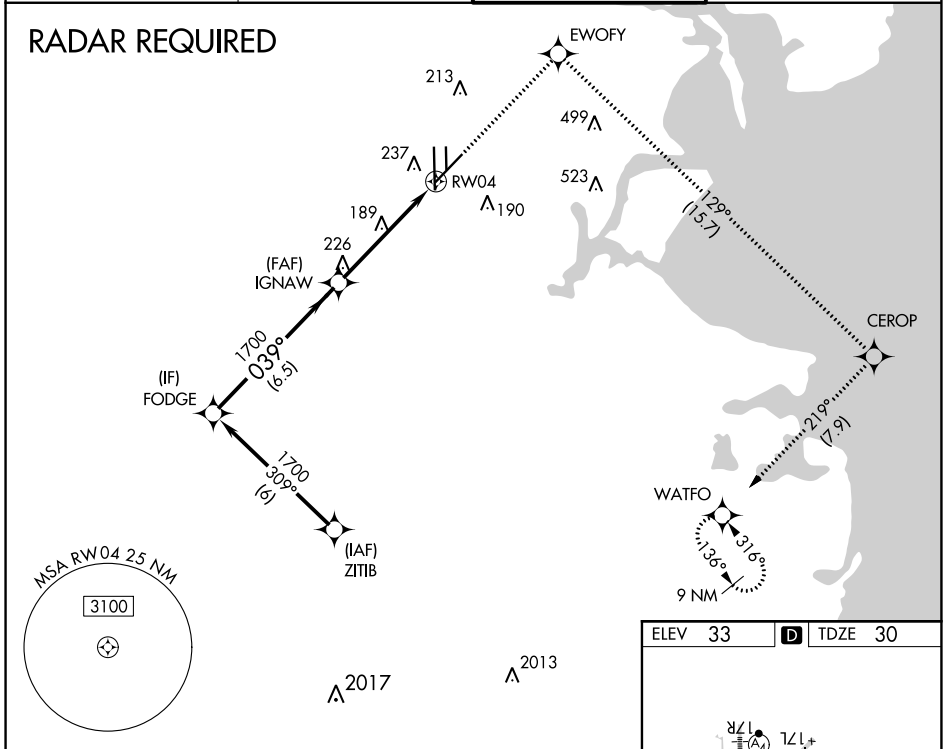 RADAR REQUIRED
EWOFY
213
499
237
RW04
523
190
189
129°
(15.7)
226
(FAF)
IGNAW
CEROP
1700
039°
(6.5)
(IF)
FODGE
219°
(7.9)
1700
309°
(6)
WATFO
(IAF)
ZITIB
136°
316°
9 NM
MSA RW04 25 NM
3100
ELEV 33 D TDZE 30
2017
2013
17R
17L
A4